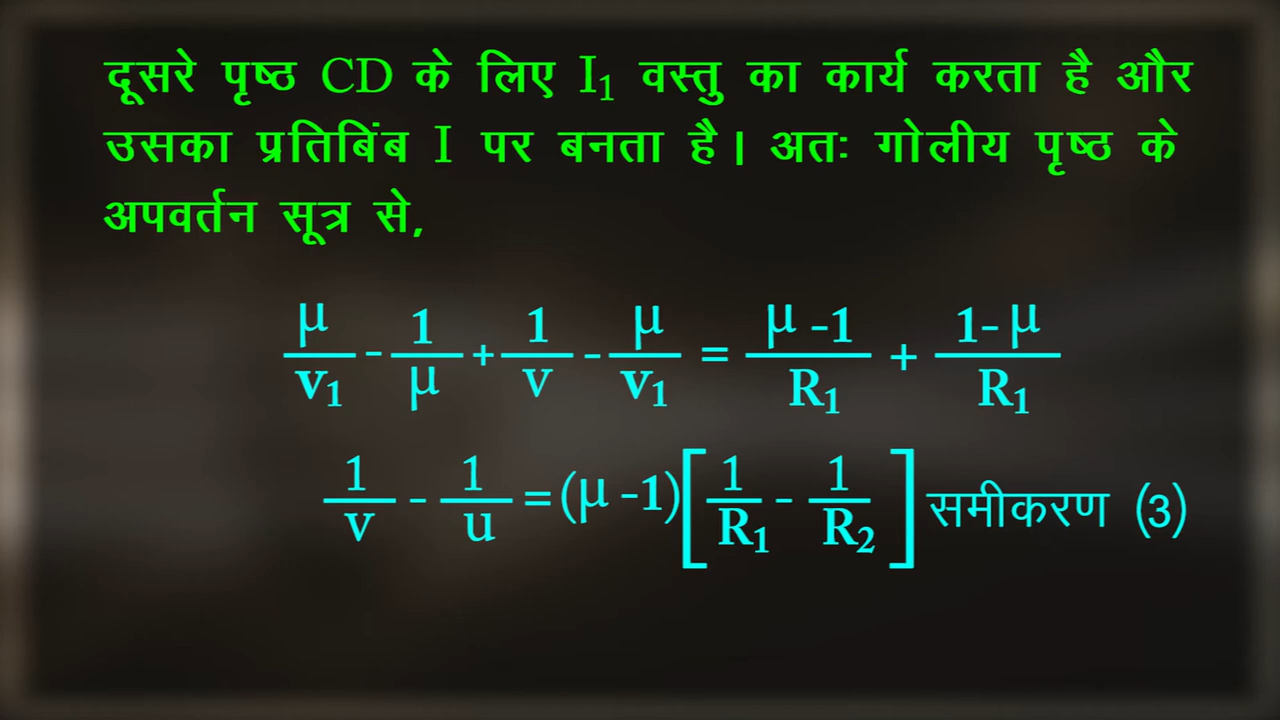 दूसरे पृष्ठ CD के लिए I₁ वस्तु का कार्य करता है और
उसका प्रतिबिंब I पर बनता है। अतः गोलीय पृष्ठ के
अपवर्तन सूत्र से,
μ/v₁ - 1/μ + 1/v - μ/v₁ = μ-1/R₁ + 1-μ/R₁
1/v - 1/u = (μ-1)[1/R₁ - 1/R₂] समीकरण (3)